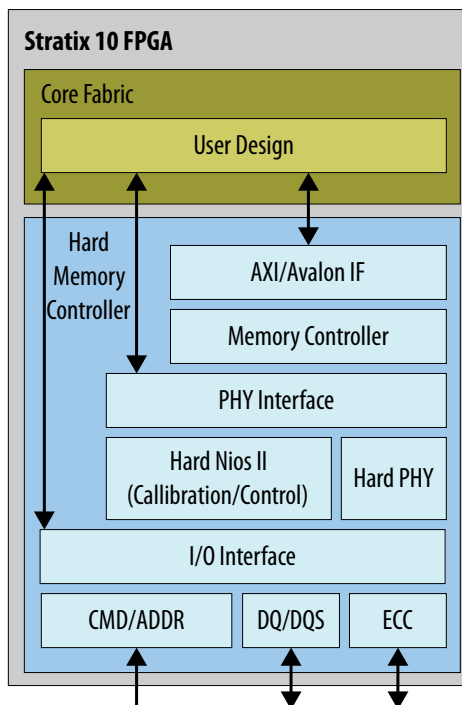 Stratix 10 FPGA
Core Fabric
User Design
Hard
Memory
Controller
AXI/Avalon IF
Memory Controller
PHY Interface
Hard Nios II
(Callibration/Control)
Hard PHY
I/O Interface
CMD/ADDR
DQ/DQS
ECC